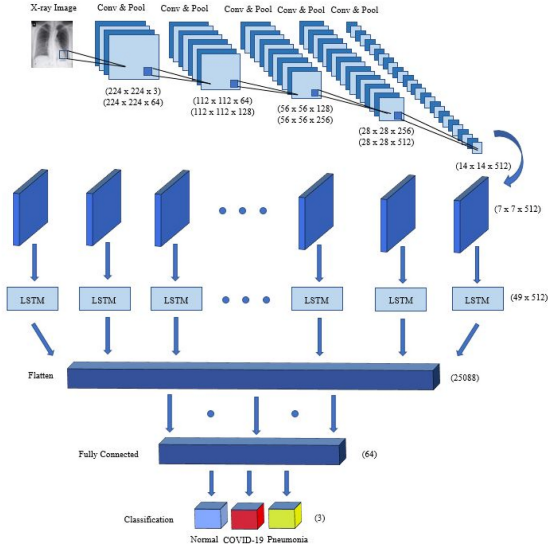 X-ray Image
Conv & Pool
Conv & Pool
Conv & Pool
Conv & Pool
Conv & Pool
(224 x 224 x 3)
(224 x 224 x 64)
(112 x 112 x 64)
(112 x 112 x 128)
(56 x 56 x 128)
(56 x 56 x 256)
(28 x 28 x 256)
(28 x 28 x 512)
(14 x 14 x 512)
(7 x 7 x 512)
LSTM
LSTM
LSTM
LSTM
LSTM
LSTM
(49 x 512)
Flatten
(25088)
Fully Connected
(64)
Classification
(3)
Normal
COVID-19
Pneumonia